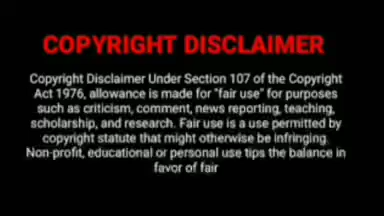 COPYRIGHT DISCLAIMER
Copyright Disclaimer Under Section 107 of the Copyright
Act 1976, allowance is made for "fair use" for purposes
such as criticism, comment, news reporting, teaching,
scholarship, and research. Fair use is a use permitted by
copyright statute that might otherwise be infringing.
Non-profit, educational or personal use tips the balance in
favor of fair